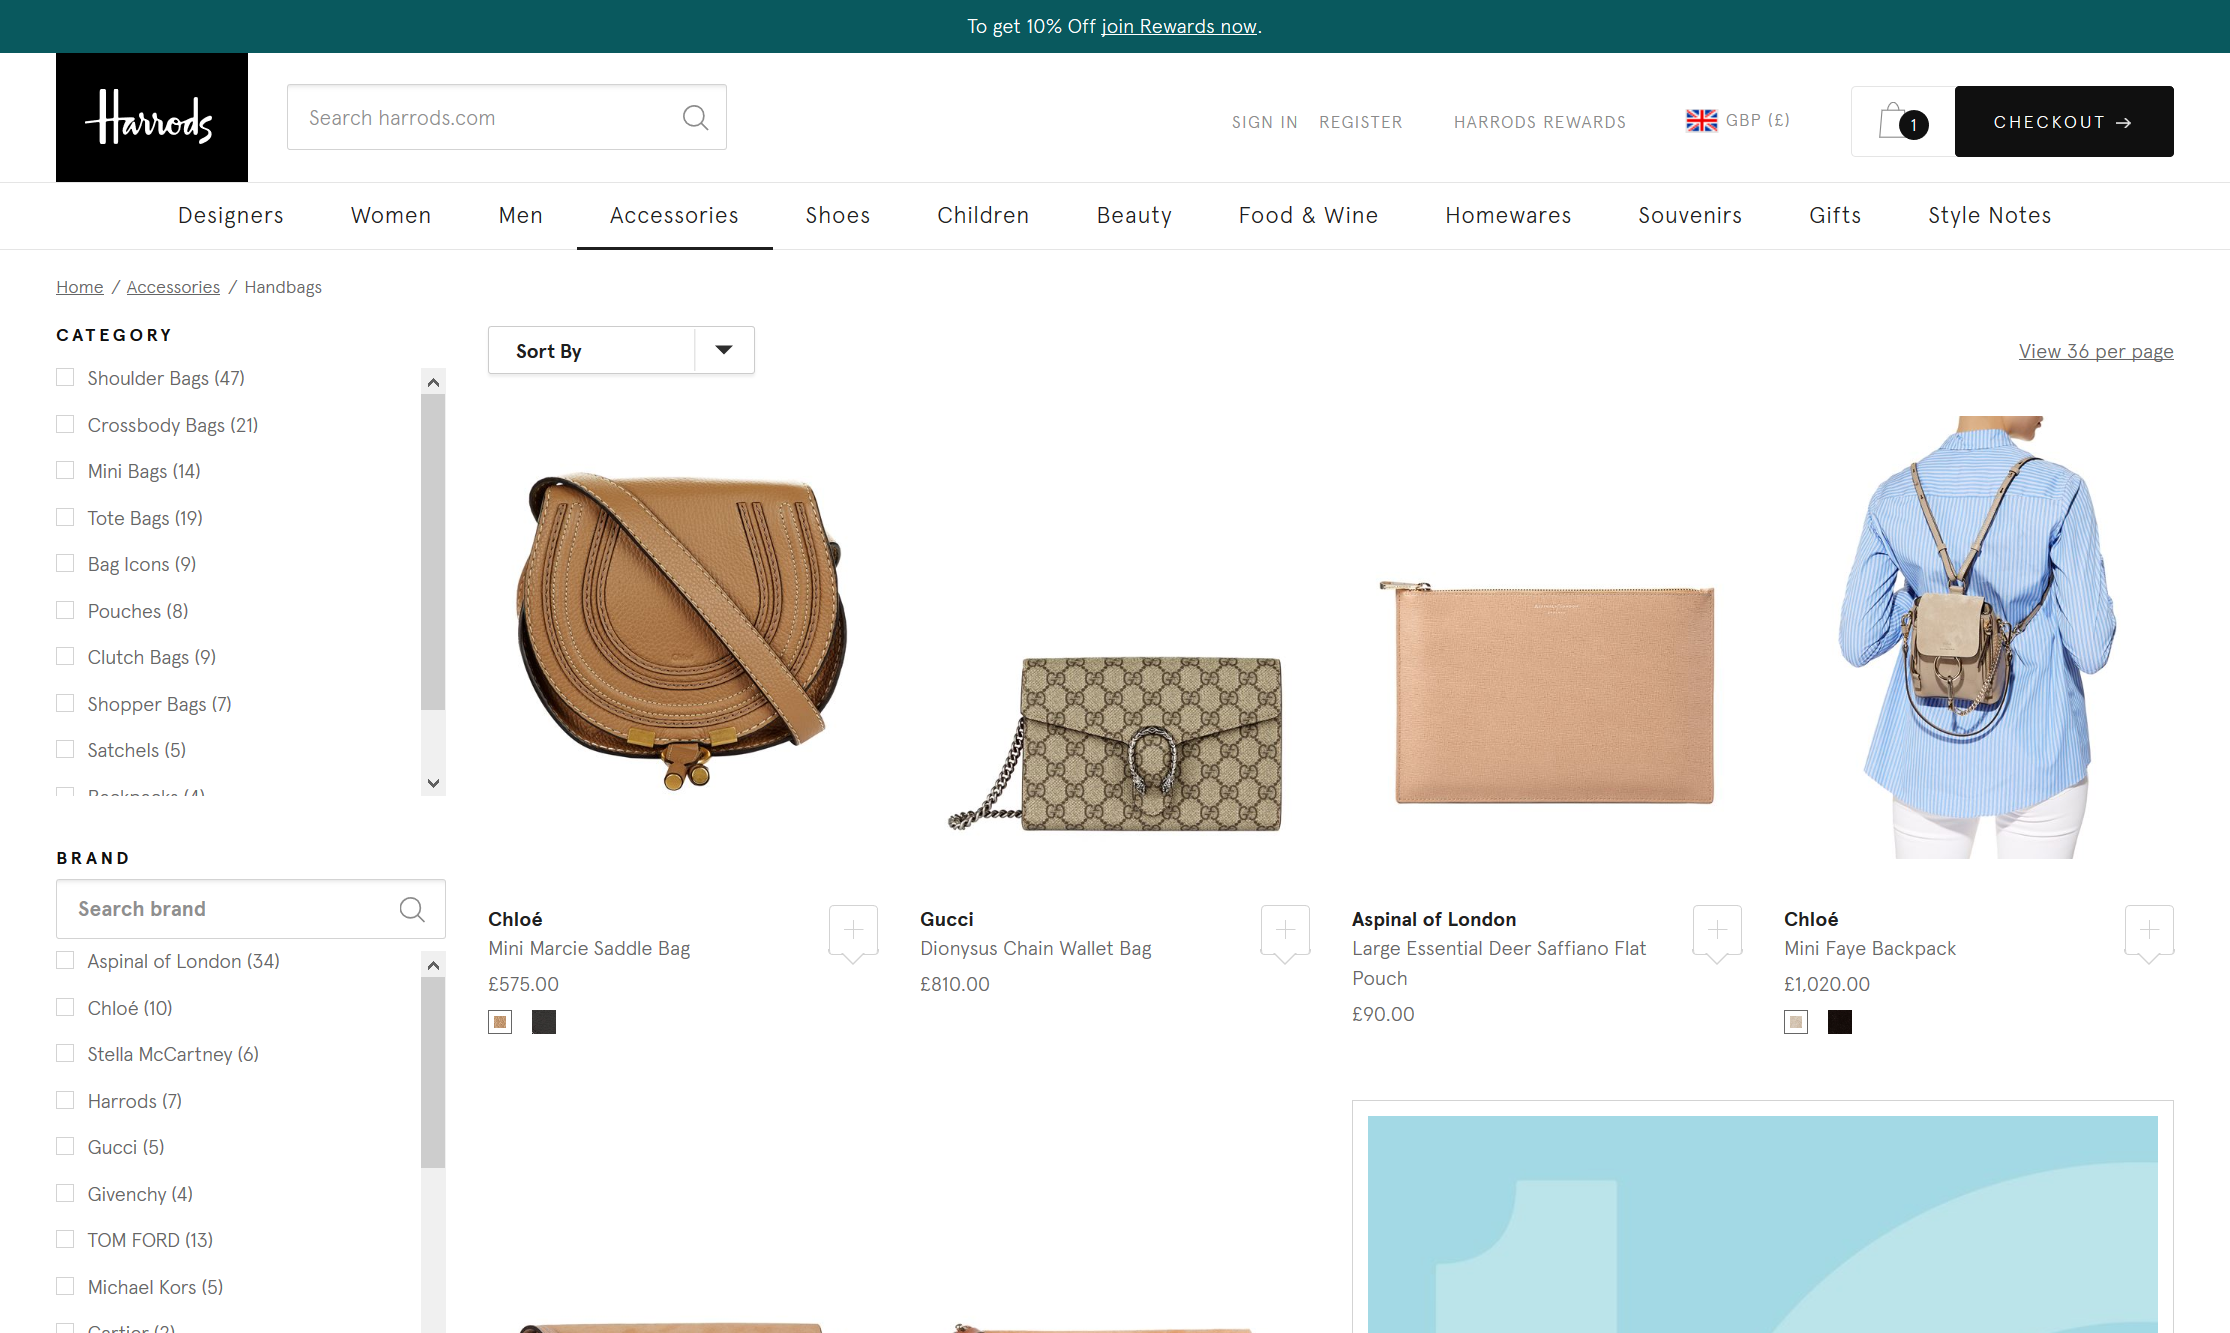 To get 10% Off join Rewards now.
Harrods
Search harrods.com
SIGN IN REGISTER HARRODS REWARDS GBP (£) 1 CHECKOUT →
Designers Women Men Accessories Shoes Children Beauty Food & Wine Homewares Souvenirs Gifts Style Notes
Home / Accessories / Handbags
CATEGORY
Shoulder Bags (47)
Crossbody Bags (21)
Mini Bags (14)
Tote Bags (19)
Bag Icons (9)
Pouches (8)
Clutch Bags (9)
Shopper Bags (7)
Satchels (5)
Backpacks (4)
BRAND
Search brand
Aspinal of London (34)
Chloé (10)
Stella McCartney (6)
Harrods (7)
Gucci (5)
Givenchy (4)
TOM FORD (13)
Michael Kors (5)
Cartier (2)
Sort By
View 36 per page
Chloé
Mini Marcie Saddle Bag
£575.00
Gucci
Dionysus Chain Wallet Bag
£810.00
Aspinal of London
Large Essential Deer Saffiano Flat
Pouch
£90.00
Chloé
Mini Faye Backpack
£1,020.00